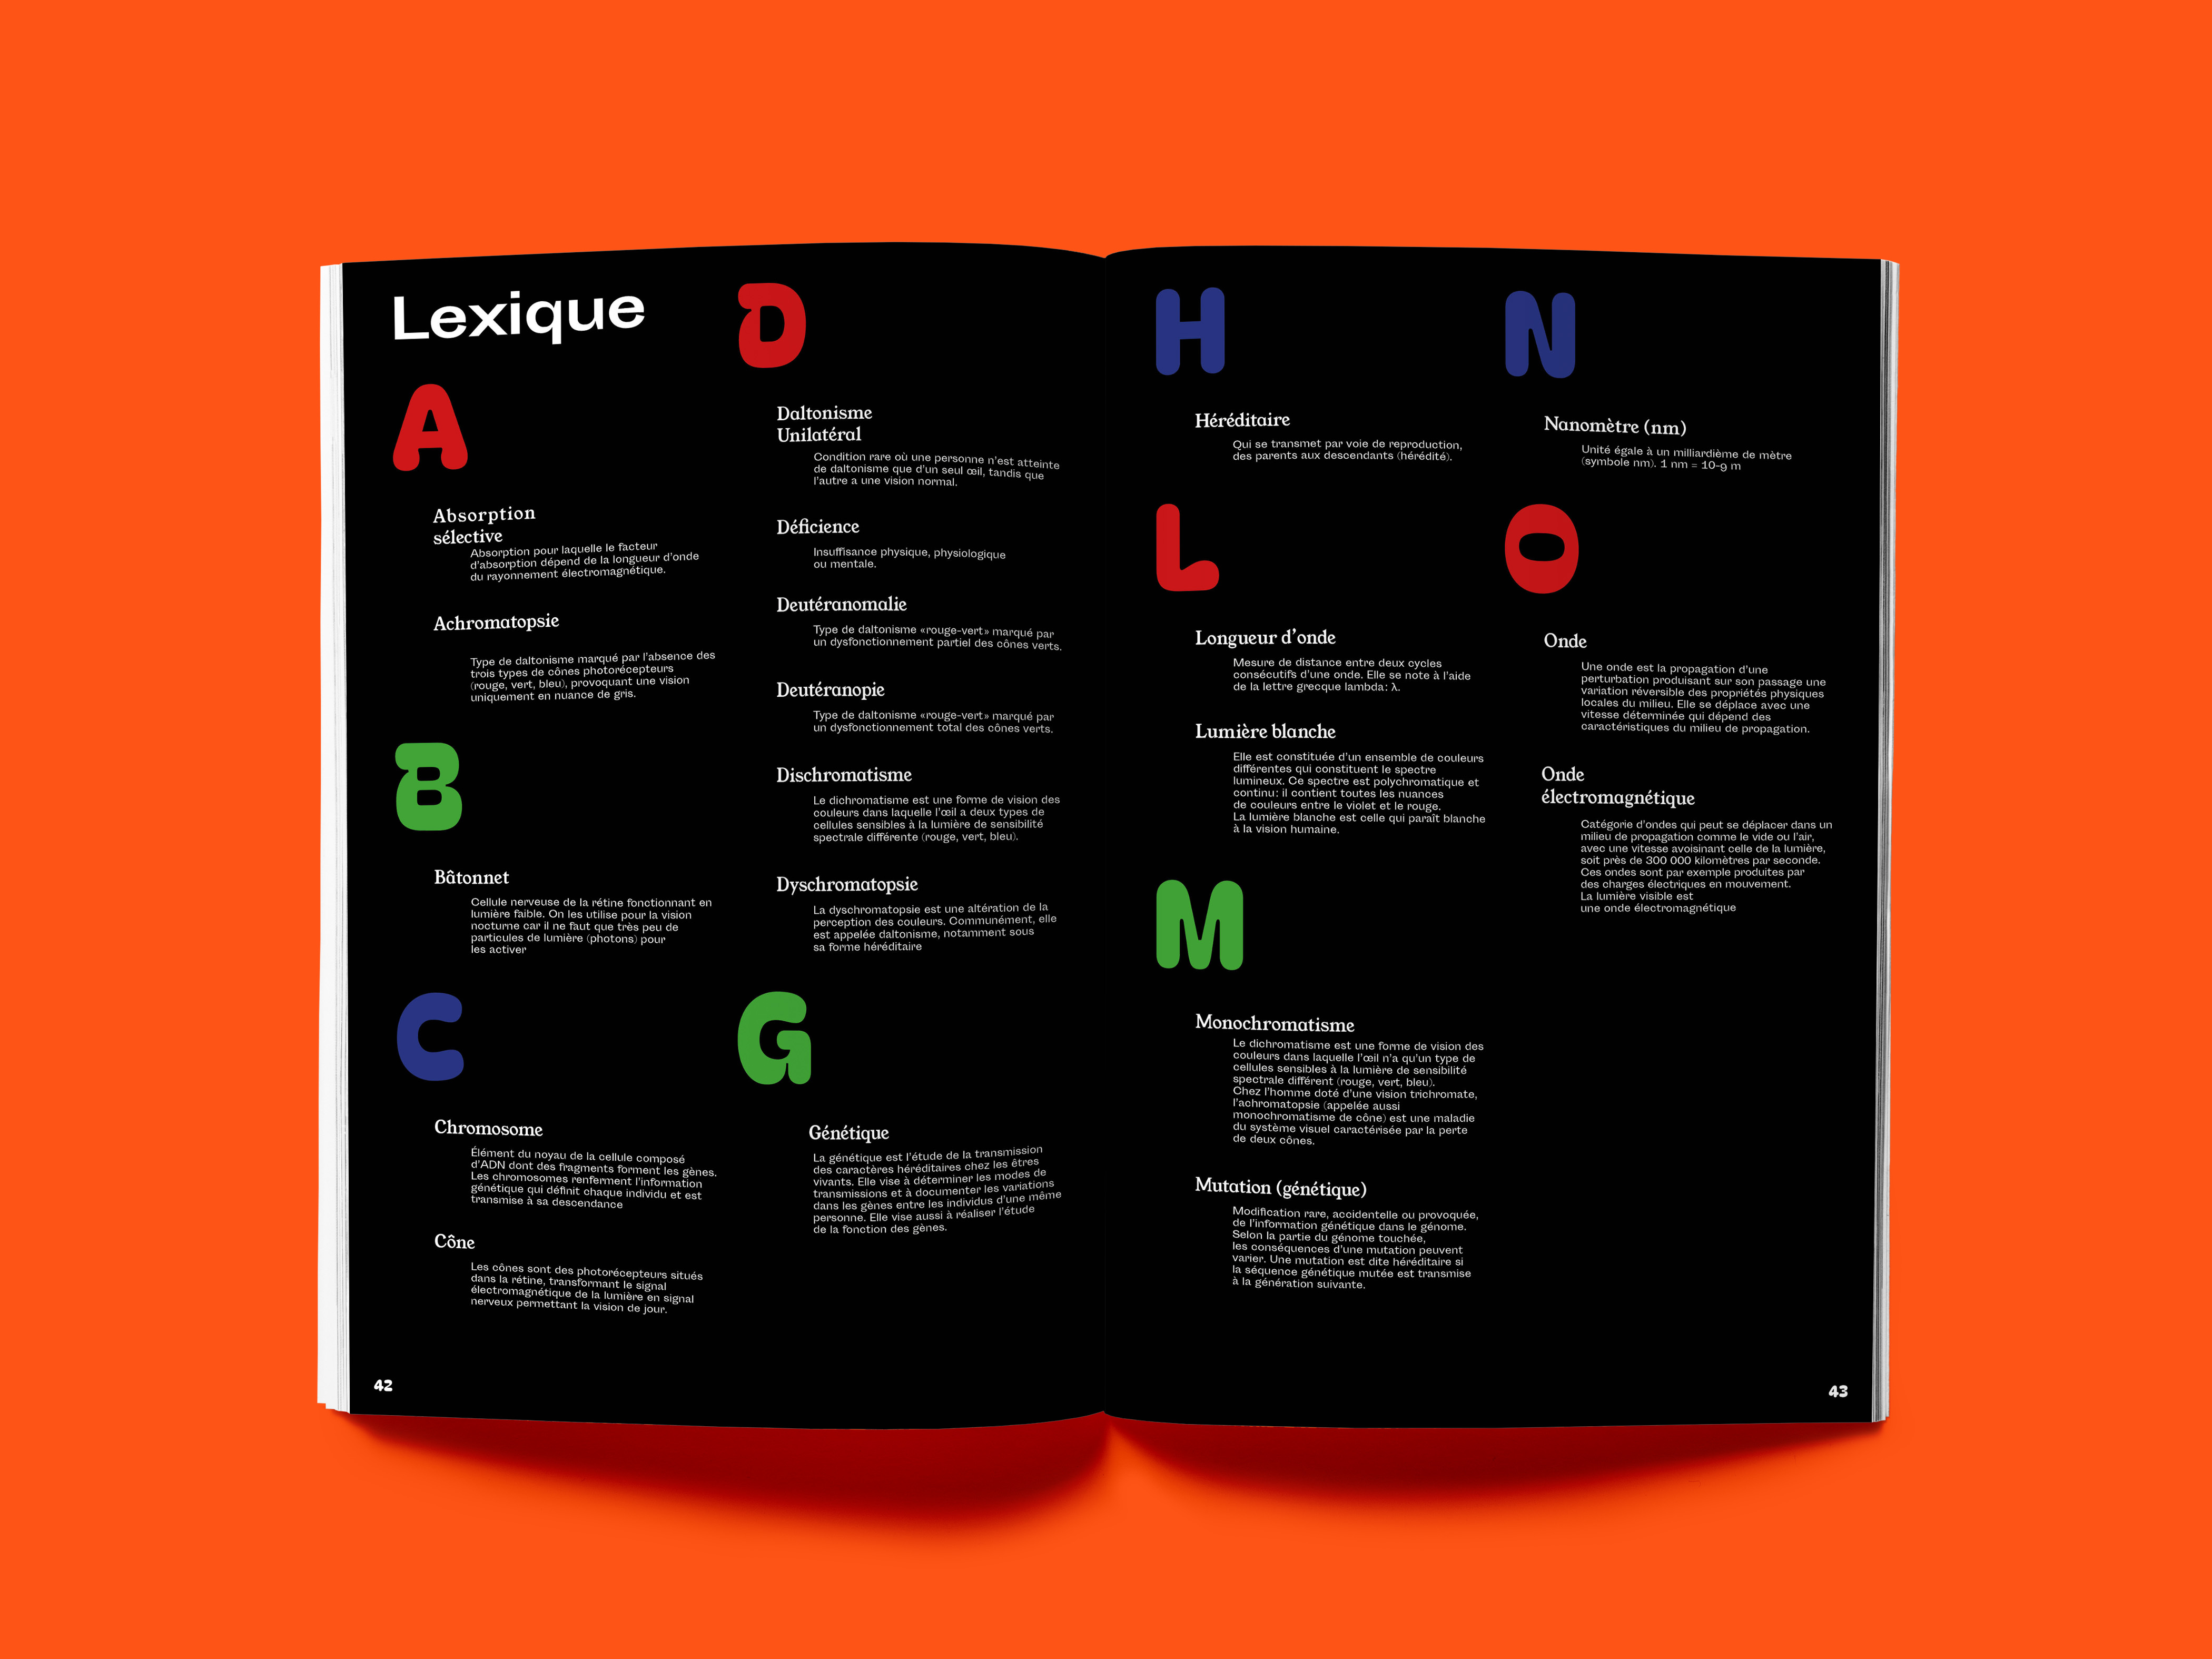 Lexique
A
Absorption
sélective
Absorption pour laquelle le facteur
d'absorption dépend de la longueur d'onde
du rayonnement électromagnétique.
Achromatopsie
Type de daltonisme marqué par l'absence des
trois types de cônes photorécepteurs
(rouge, vert, bleu), provoquant une vision
uniquement en nuance de gris.
B
Bâtonnet
Cellule nerveuse de la rétine fonctionnant en
lumière faible. On les utilise pour la vision
nocturne car il ne faut que très peu de
particules de lumière (photons) pour
les activer
C
Chromosome
Élément du noyau de la cellule composé
d'ADN dont des fragments forment les gènes.
Les chromosomes renferment l'information
génétique qui définit chaque individu et est
transmise à sa descendance
Cône
Les cônes sont des photorécepteurs situés
dans la rétine, transformant le signal
électromagnétique de la lumière en signal
nerveux permettant la vision de jour.
42
D
Daltonisme
Unilatéral
Condition rare où une personne n'est atteinte
de daltonisme que d'un seul œil, tandis que
l'autre a une vision normal.
Déficience
Insuffisance physique, physiologique
ou mentale.
Deutéranomalie
Type de daltonisme «rouge-vert» marqué par
un dysfonctionnement partiel des cônes verts.
Deutéranopie
Type de daltonisme «rouge-vert» marqué par
un dysfonctionnement total des cônes verts.
Dischromatisme
Le dichromatisme est une forme de vision des
couleurs dans laquelle l'œil a deux types de
cellules sensibles à la lumière de sensibilité
spectrale différente (rouge, vert, bleu).
Dyschromatopsie
La dyschromatopsie est une altération de la
perception des couleurs. Communément, elle
est appelée daltonisme, notamment sous
sa forme héréditaire
G
Génétique
La génétique est l'étude de la transmission
des caractères héréditaires chez les êtres
vivants. Elle vise à déterminer les modes de
transmissions et à documenter les variations
dans les gènes entre les individus d'une même
personne. Elle vise aussi à réaliser l'étude
de la fonction des gènes.
H
Héréditaire
Qui se transmet par voie de reproduction,
des parents aux descendants (hérédité).
L
Longueur d'onde
Mesure de distance entre deux cycles
consécutifs d'une onde. Elle se note à l'aide
de la lettre grecque lambda: λ.
Lumière blanche
Elle est constituée d'un ensemble de couleurs
différentes qui constituent le spectre
lumineux. Ce spectre est polychromatique et
continu: il contient toutes les nuances
de couleurs entre le violet et le rouge.
La lumière blanche est celle qui paraît blanche
à la vision humaine.
M
Monochromatisme
Le dichromatisme est une forme de vision des
couleurs dans laquelle l'œil n'a qu'un type de
cellules sensibles à la lumière de sensibilité
spectrale différent (rouge, vert, bleu).
Chez l'homme doté d'une vision trichromate,
l'achromatopsie (appelée aussi
monochromatisme de cône) est une maladie
du système visuel caractérisée par la perte
de deux cônes.
Mutation (génétique)
Modification rare, accidentelle ou provoquée,
de l'information génétique dans le génome.
Selon la partie du génome touchée,
les conséquences d'une mutation peuvent
varier. Une mutation est dite héréditaire si
la séquence génétique mutée est transmise
à la génération suivante.
N
Nanomètre (nm)
Unité égale à un milliardième de mètre
(symbole nm). 1 nm = 10-9 m
O
Onde
Une onde est la propagation d'une
perturbation produisant sur son passage une
variation réversible des propriétés physiques
locales du milieu. Elle se déplace avec une
vitesse déterminée qui dépend des
caractéristiques du milieu de propagation.
Onde
électromagnétique
Catégorie d'ondes qui peut se déplacer dans un
milieu de propagation comme le vide ou l'air,
avec une vitesse avoisinant celle de la lumière,
soit près de 300 000 kilomètres par seconde.
Ces ondes sont par exemple produites par
des charges électriques en mouvement.
La lumière visible est
une onde électromagnétique
43